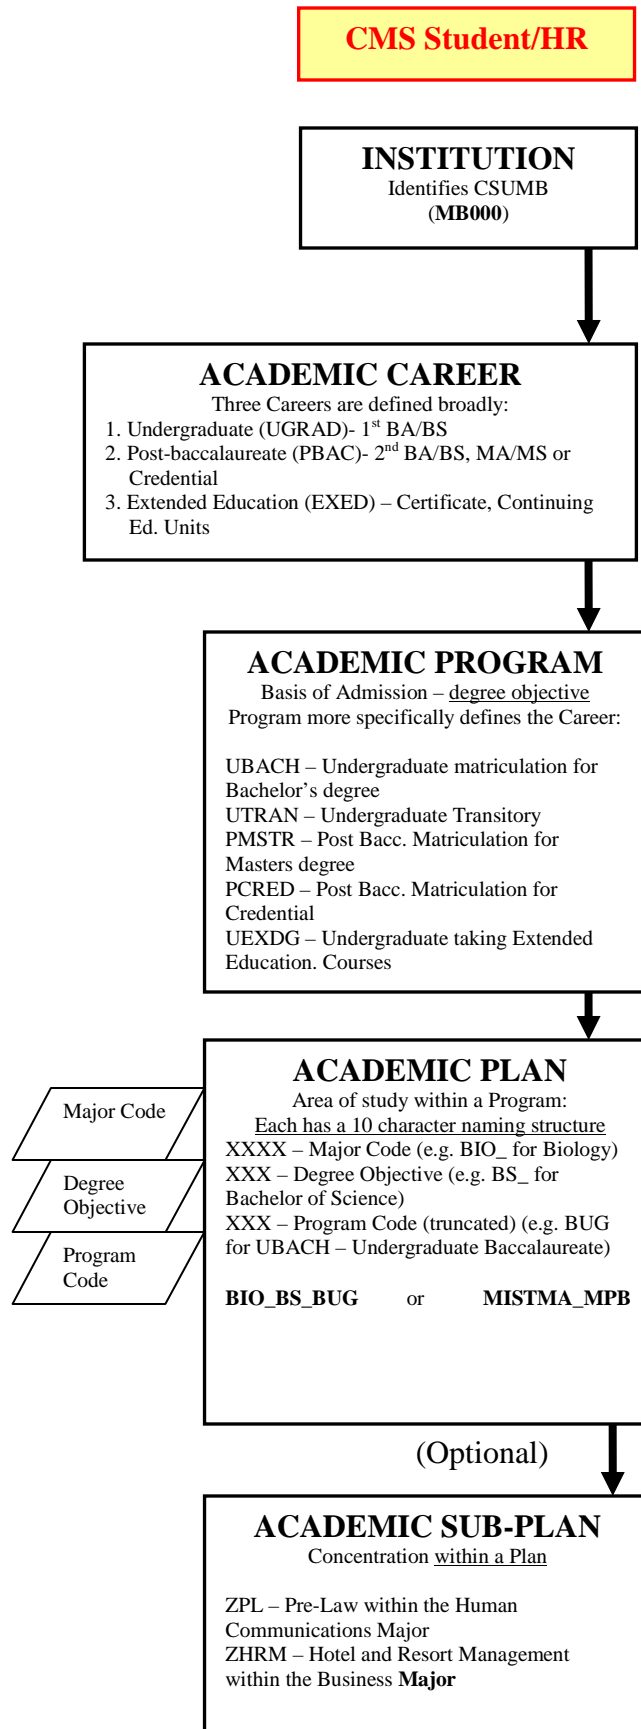 CMS Student/HR
INSTITUTION
Identifies CSUMB
(MB000)
ACADEMIC CAREER
Three Careers are defined broadly:
1. Undergraduate (UGRAD)- 1st BA/BS
2. Post-baccalaureate (PBAC)- 2nd BA/BS, MA/MS or
Credential
3. Extended Education (EXED) – Certificate, Continuing
Ed. Units
ACADEMIC PROGRAM
Basis of Admission – degree objective
Program more specifically defines the Career:
UBACH – Undergraduate matriculation for
Bachelor's degree
UTRAN – Undergraduate Transitory
PMSTR – Post Bacc. Matriculation for
Masters degree
PCRED – Post Bacc. Matriculation for
Credential
UEXDG – Undergraduate taking Extended
Education. Courses
Major Code
Degree
Objective
Program
Code
ACADEMIC PLAN
Area of study within a Program:
Each has a 10 character naming structure
XXXX – Major Code (e.g. BIO_ for Biology)
XXX – Degree Objective (e.g. BS_ for
Bachelor of Science)
XXX – Program Code (truncated) (e.g. BUG
for UBACH – Undergraduate Baccalaureate)
BIO_BS_BUG or MISTMA_MPB
(Optional)
ACADEMIC SUB-PLAN
Concentration within a Plan
ZPL – Pre-Law within the Human
Communications Major
ZHRM – Hotel and Resort Management
within the Business Major